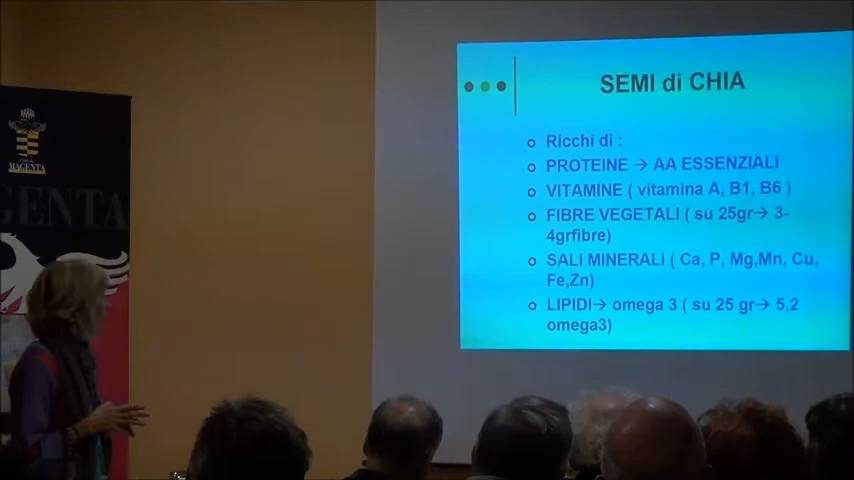 MAGENTA
GENTA
SEMI di CHIA
Ricchi di :
PROTEINE → AA ESSENZIALI
VITAMINE ( vitamina A, B1, B6 )
FIBRE VEGETALI ( su 25gr→ 3-
4grfibre)
SALI MINERALI ( Ca, P, Mg,Mn, Cu,
Fe,Zn)
LIPIDI→ omega 3 ( su 25 gr→ 5,2
omega3)